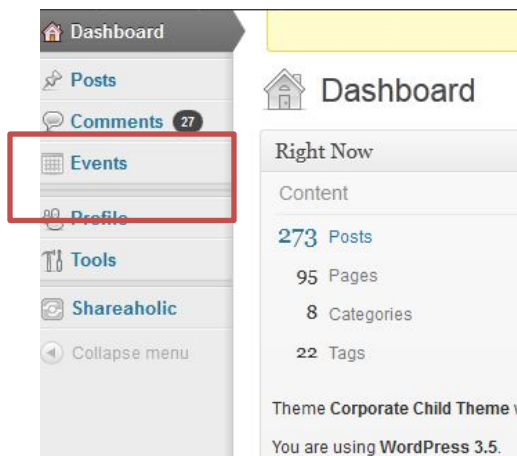 Dashboard
Posts
Comments 27
Events
Profile
Tools
Shareaholic
Collapse menu
Dashboard
Right Now
Content
273 Posts
95 Pages
8 Categories
22 Tags
Theme Corporate Child Theme
You are using WordPress 3.5.